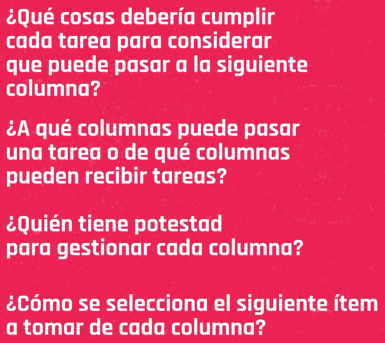 ¿Qué cosas debería cumplir
cada tarea para considerar
que puede pasar a la siguiente
columna?
¿A qué columnas puede pasar
una tarea o de qué columnas
pueden recibir tareas?
¿Quién tiene potestad
para gestionar cada columna?
¿Cómo se selecciona el siguiente ítem
a tomar de cada columna?